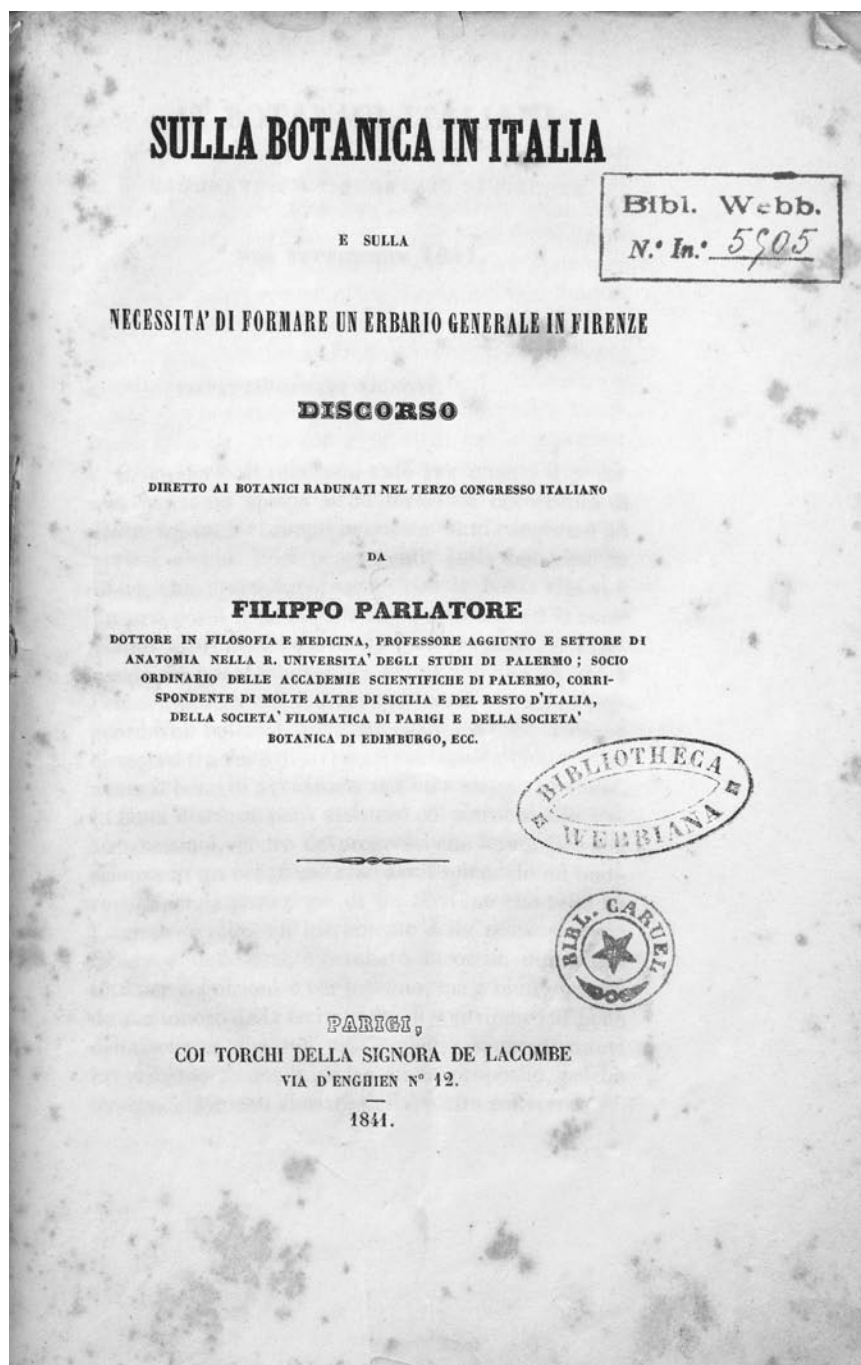 SULLA BOTANICA IN ITALIA
Bibl. Webb.
N.º In.º 5905
E SULLA
NECESSITA' DI FORMARE UN ERBARIO GENERALE IN FIRENZE
DISCORSO
DIRETTO AI BOTANICI RADUNATI NEL TERZO CONGRESSO ITALIANO
DA
FILIPPO PARLATORE
DOTTORE IN FILOSOFIA E MEDICINA, PROFESSORE AGGIUNTO E SETTORE DI
ANATOMIA NELLA R. UNIVERSITA' DEGLI STUDII DI PALERMO ; SOCIO
ORDINARIO DELLE ACCADEMIE SCIENTIFICHE DI PALERMO, CORRI-
SPONDENTE DI MOLTE ALTRE DI SICILIA E DEL RESTO D'ITALIA,
DELLA SOCIETA' FILOMATICA DI PARIGI E DELLA SOCIETA'
BOTANICA DI EDIMBURGO, ECC.
BIBLIOTHECA
WEBBIANA
BIBL. CARUEL
PARIGI,
COI TORCHI DELLA SIGNORA DE LACOMBE
VIA D'ENGHIEN Nº 12.
1841.